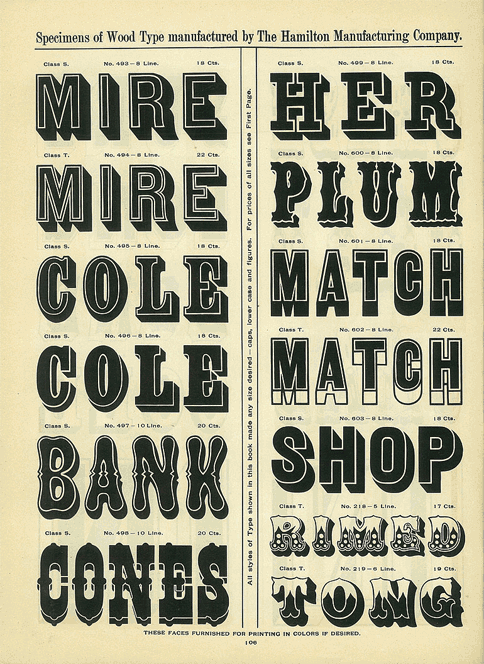 Specimens of Wood Type manufactured by The Hamilton Manufacturing Company.
Class S. No. 493—8 Line. 18 Cts.
MIRE
Class T. No. 494—8 Line. 22 Cts.
MIRE
Class S. No. 495—8 Line. 18 Cts.
COLE
Class S. No. 496—8 Line. 18 Cts.
COLE
Class S. No. 497—10 Line. 20 Cts.
BANK
Class S. No. 498—10 Line. 20 Cts.
CONES
All styles of Type shown in this book made any size desired—caps, lower case and figures. For prices of all sizes see First Page.
Class S. No. 499—8 Line. 18 Cts.
HER
Class S. No. 600—8 Line. 18 Cts.
PLUM
Class S. No. 601—8 Line. 18 Cts.
MATCH
Class T. No. 602—8 Line. 22 Cts.
MATCH
Class S. No. 603—8 Line. 18 Cts.
SHOP
Class T. No. 218—5 Line. 17 Cts.
RIMED
Class T. No. 219—6 Line. 19 Cts.
TONG
THESE FACES FURNISHED FOR PRINTING IN COLORS IF DESIRED.
106